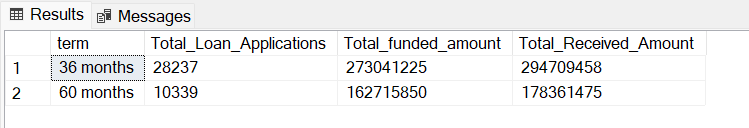 Results Messages
term Total_Loan_Applications Total_funded_amount Total_Received_Amount
1 36 months 28237 273041225 294709458
2 60 months 10339 162715850 178361475